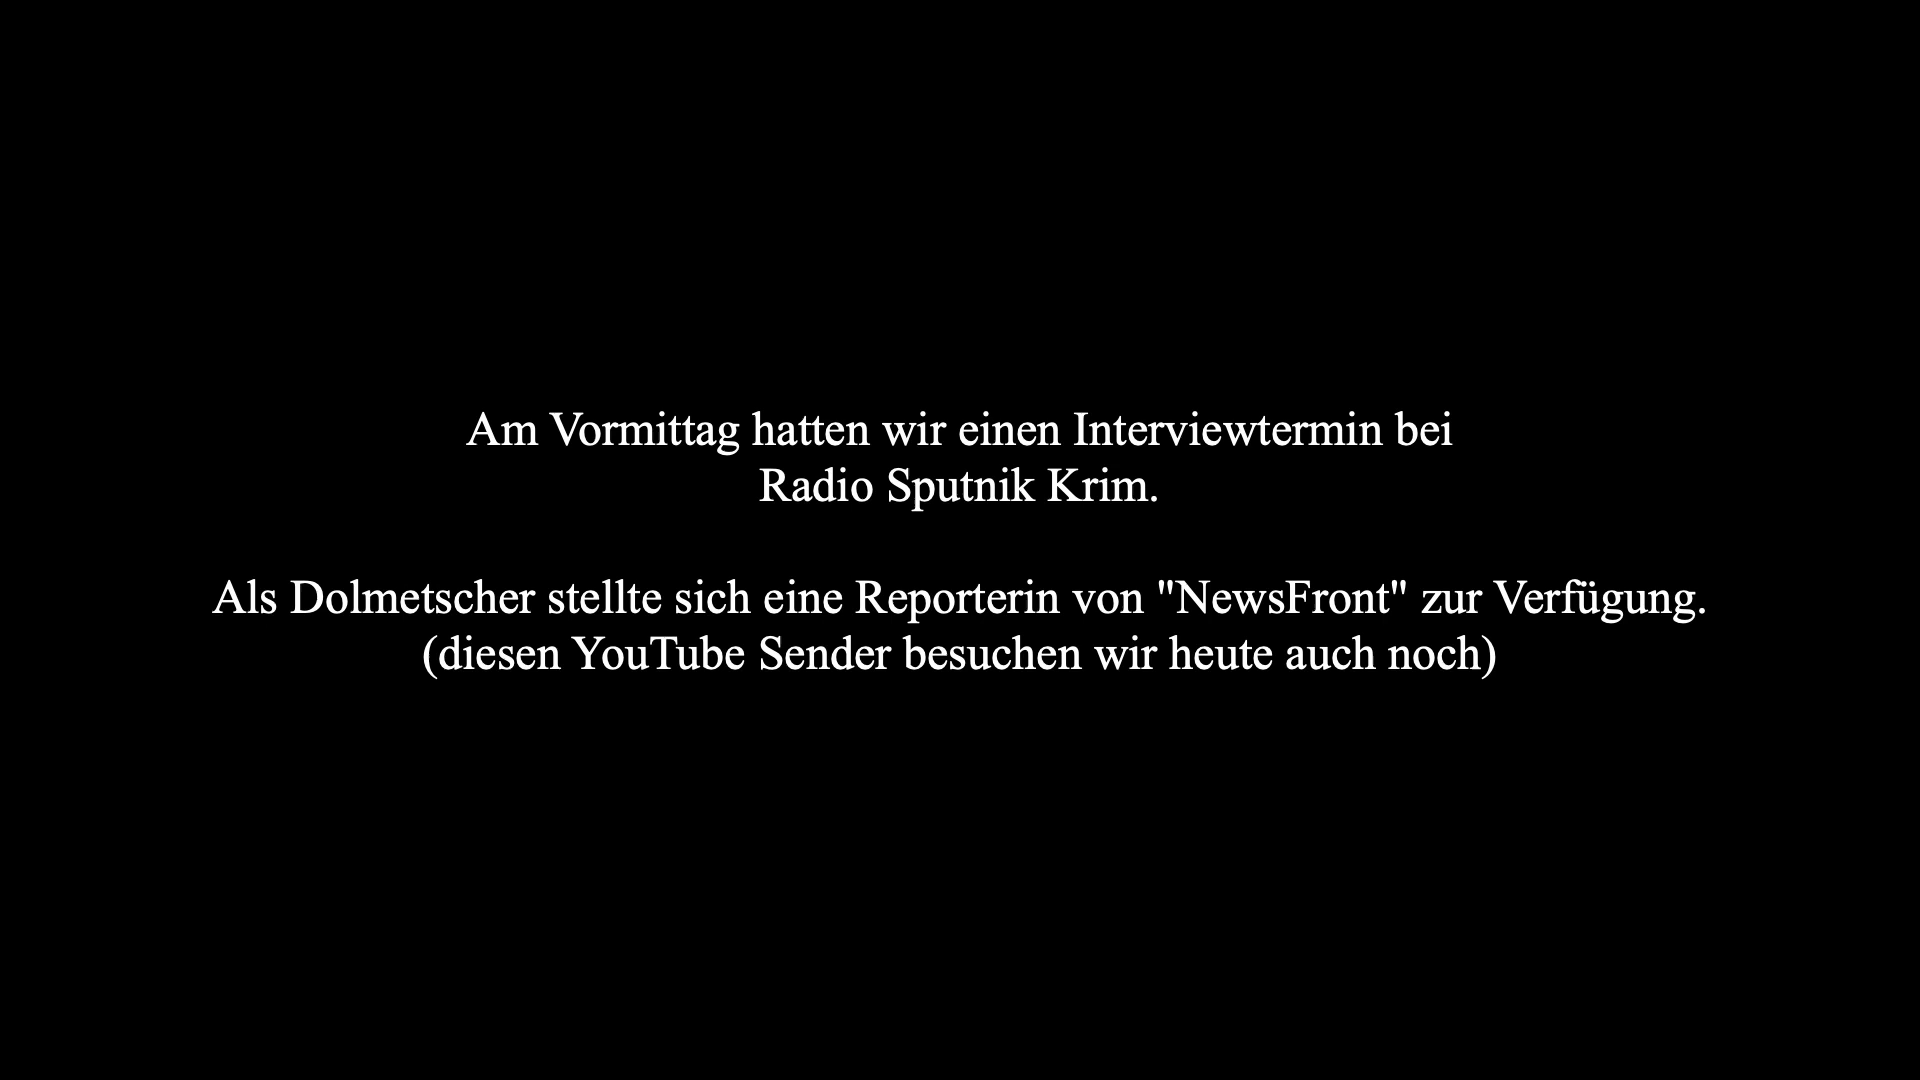 Am Vormittag hatten wir einen Interviewtermin bei
Radio Sputnik Krim.
Als Dolmetscher stellte sich eine Reporterin von "NewsFront" zur Verfügung.
(diesen YouTube Sender besuchen wir heute auch noch)